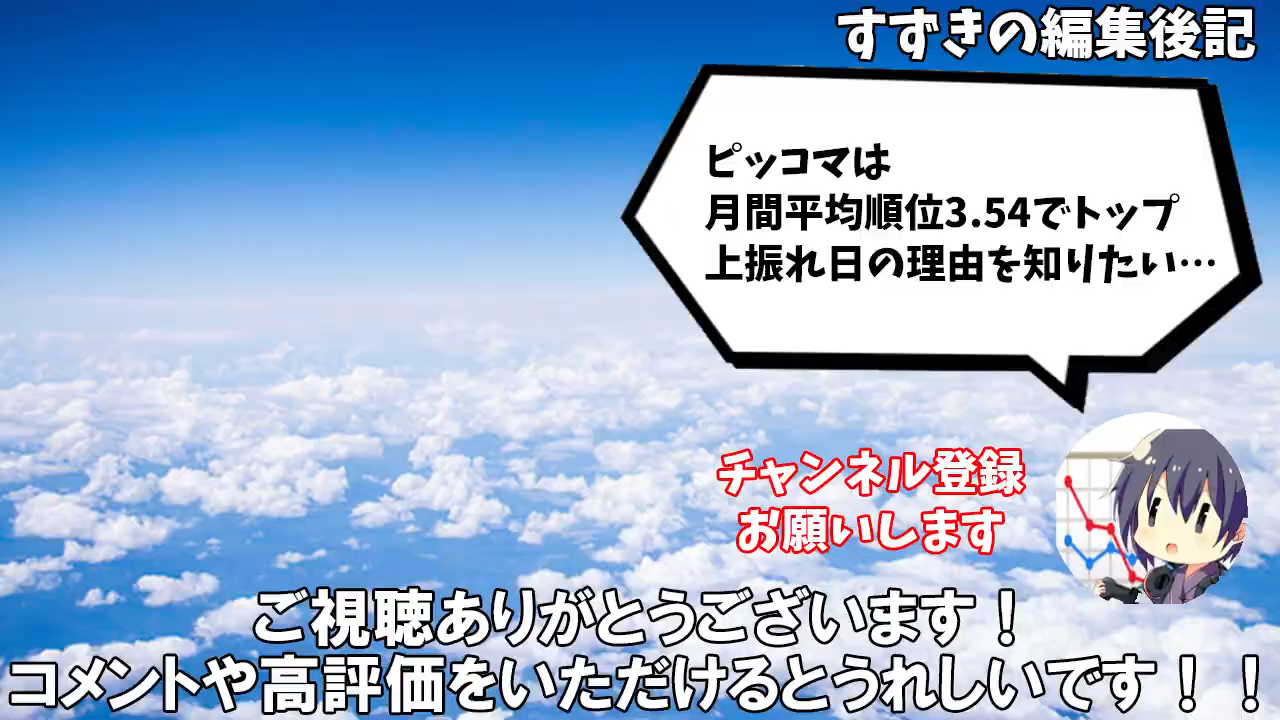 すずきの編集後記
ピッコマは
月間平均順位3.54でトップ
上振れ日の理由を知りたい…
チャンネル登録
お願いします
ご視聴ありがとうございます！
コメントや高評価をいただけるとうれしいです！！